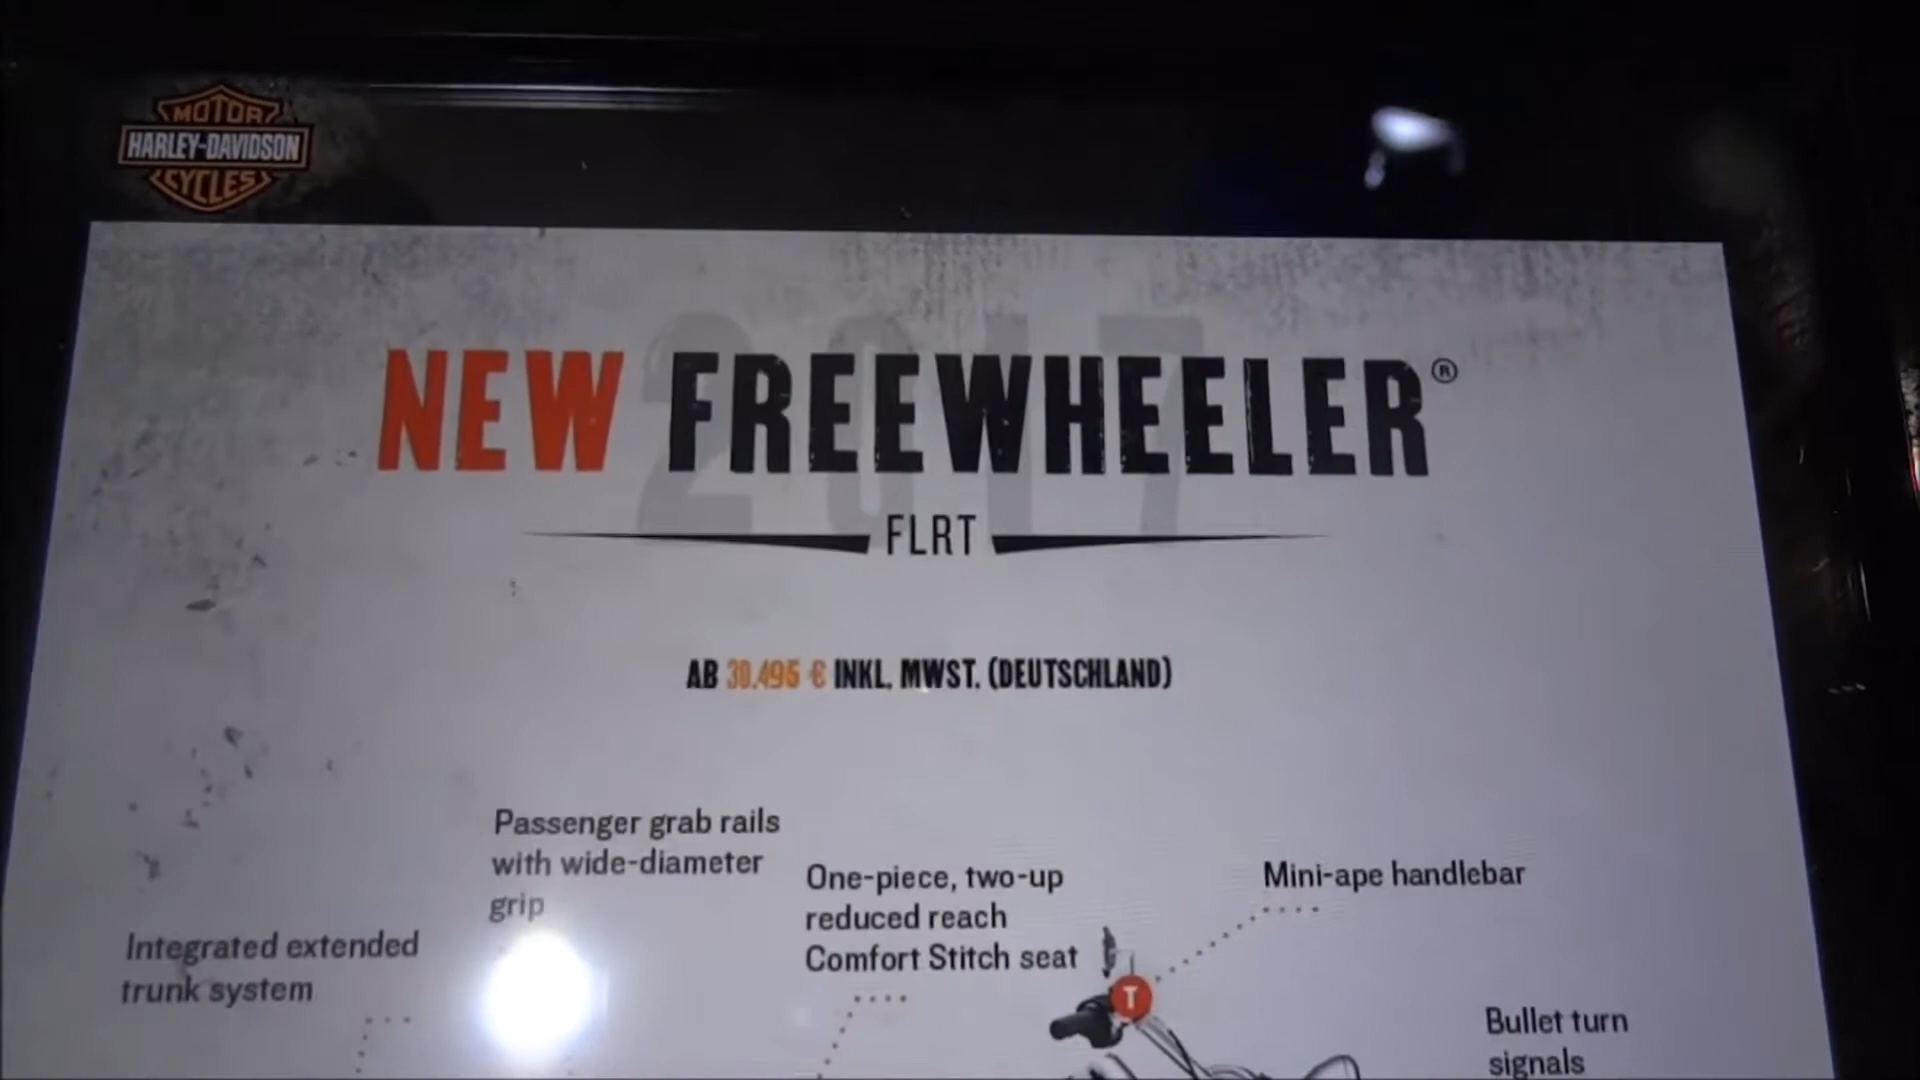 MOTOR
HARLEY-DAVIDSON
CYCLES
2017
NEW FREEWHEELER®
FLRT
AB 30.495 € INKL. MWST. (DEUTSCHLAND)
Passenger grab rails
with wide-diameter
grip
One-piece, two-up
reduced reach
Comfort Stitch seat
Mini-ape handlebar
Integrated extended
trunk system
T
Bullet turn
signals